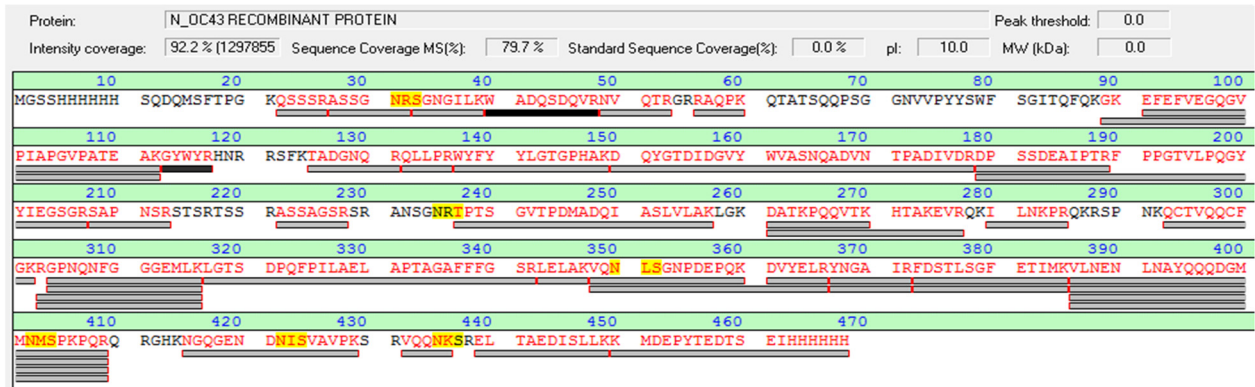 Protein: N_OC43 RECOMBINANT PROTEIN Peak threshold: 0.0
Intensity coverage: 92.2 % (1297855 Sequence Coverage MS(%): 79.7 % Standard Sequence Coverage(%): 0.0 % pI: 10.0 MW (kDa): 0.0
10 20 30 40 50 60 70 80 90 100
MGSSHHHHHH SQDQMSFTPG KQSSSRASSG NRSGNGILKW ADQSDQVRNV QTRGRRAQPK QTATSQQPSG GNVVPYYSWF SGITQFQKGK EFEFVEGQGV
110 120 130 140 150 160 170 180 190 200
PIAPGVPATE AKGYWYRHNR RSFKTADGNQ RQLLPRWYFY YLGTGPHAKD QYGTDIDGVY WVASNQADVN TPADIVDRDP SSDEAIPTRF PPGTVLPQGY
210 220 230 240 250 260 270 280 290 300
YIEGSGRSAP NSRSTSRTSS RASSAGSRSR ANSGNRTPTS GVTPDMADQI ASLVLAKLGK DATKPQQVTK HTAKEVRQKI LNKPRQKRSP NKQCTVQQCF
310 320 330 340 350 360 370 380 390 400
GKRGPNQNFG GGEMLKLGTS DPQFPILAEL APTAGAFFFG SRLELAKVQN LSGNPDEPQK DVYELRYNGA IRFDSTLSGF ETIMKVLNEN LNAYQQQDGM
410 420 430 440 450 460 470
MNMSPKPQRQ RGHKNGQGEN DNISVAVPKS RVQQNKSREL TAEDISLLKK MDEPYTEDTS EIHHHHHH